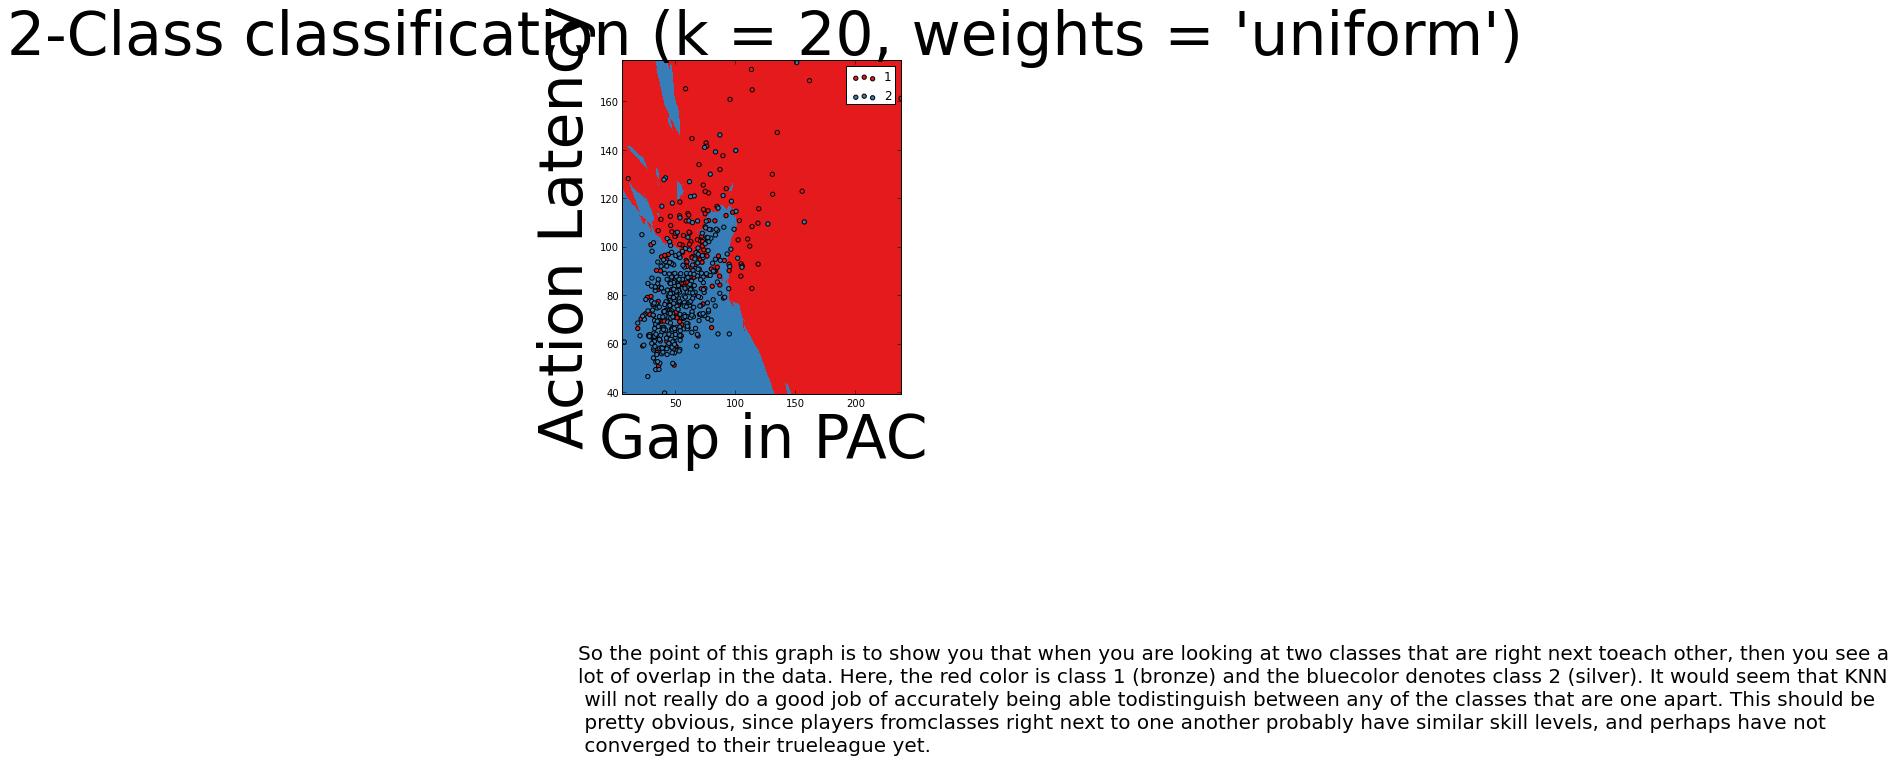 2-Class classification (k = 20, weights = 'uniform')
Action Latency
1
2
160
140
120
100
80
60
40
50
100
150
200
Gap in PAC
So the point of this graph is to show you that when you are looking at two classes that are right next toeach other, then you see a
lot of overlap in the data. Here, the red color is class 1 (bronze) and the bluecolor denotes class 2 (silver). It would seem that KNN
will not really do a good job of accurately being able todistinguish between any of the classes that are one apart. This should be
pretty obvious, since players fromclasses right next to one another probably have similar skill levels, and perhaps have not
converged to their trueleague yet.